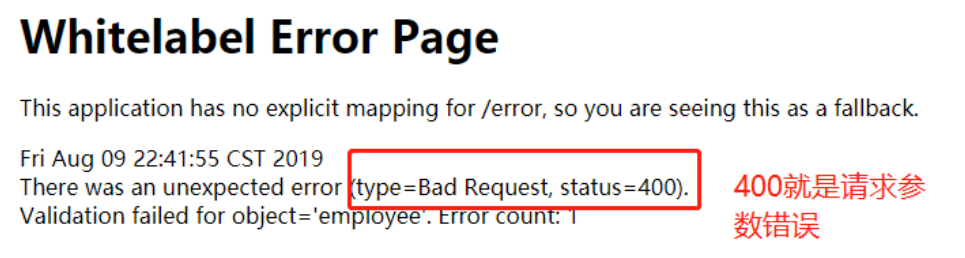 Whitelabel Error Page
This application has no explicit mapping for /error, so you are seeing this as a fallback.
Fri Aug 09 22:41:55 CST 2019
There was an unexpected error (type=Bad Request, status=400).
Validation failed for object='employee'. Error count: 1
400就是请求参
数错误